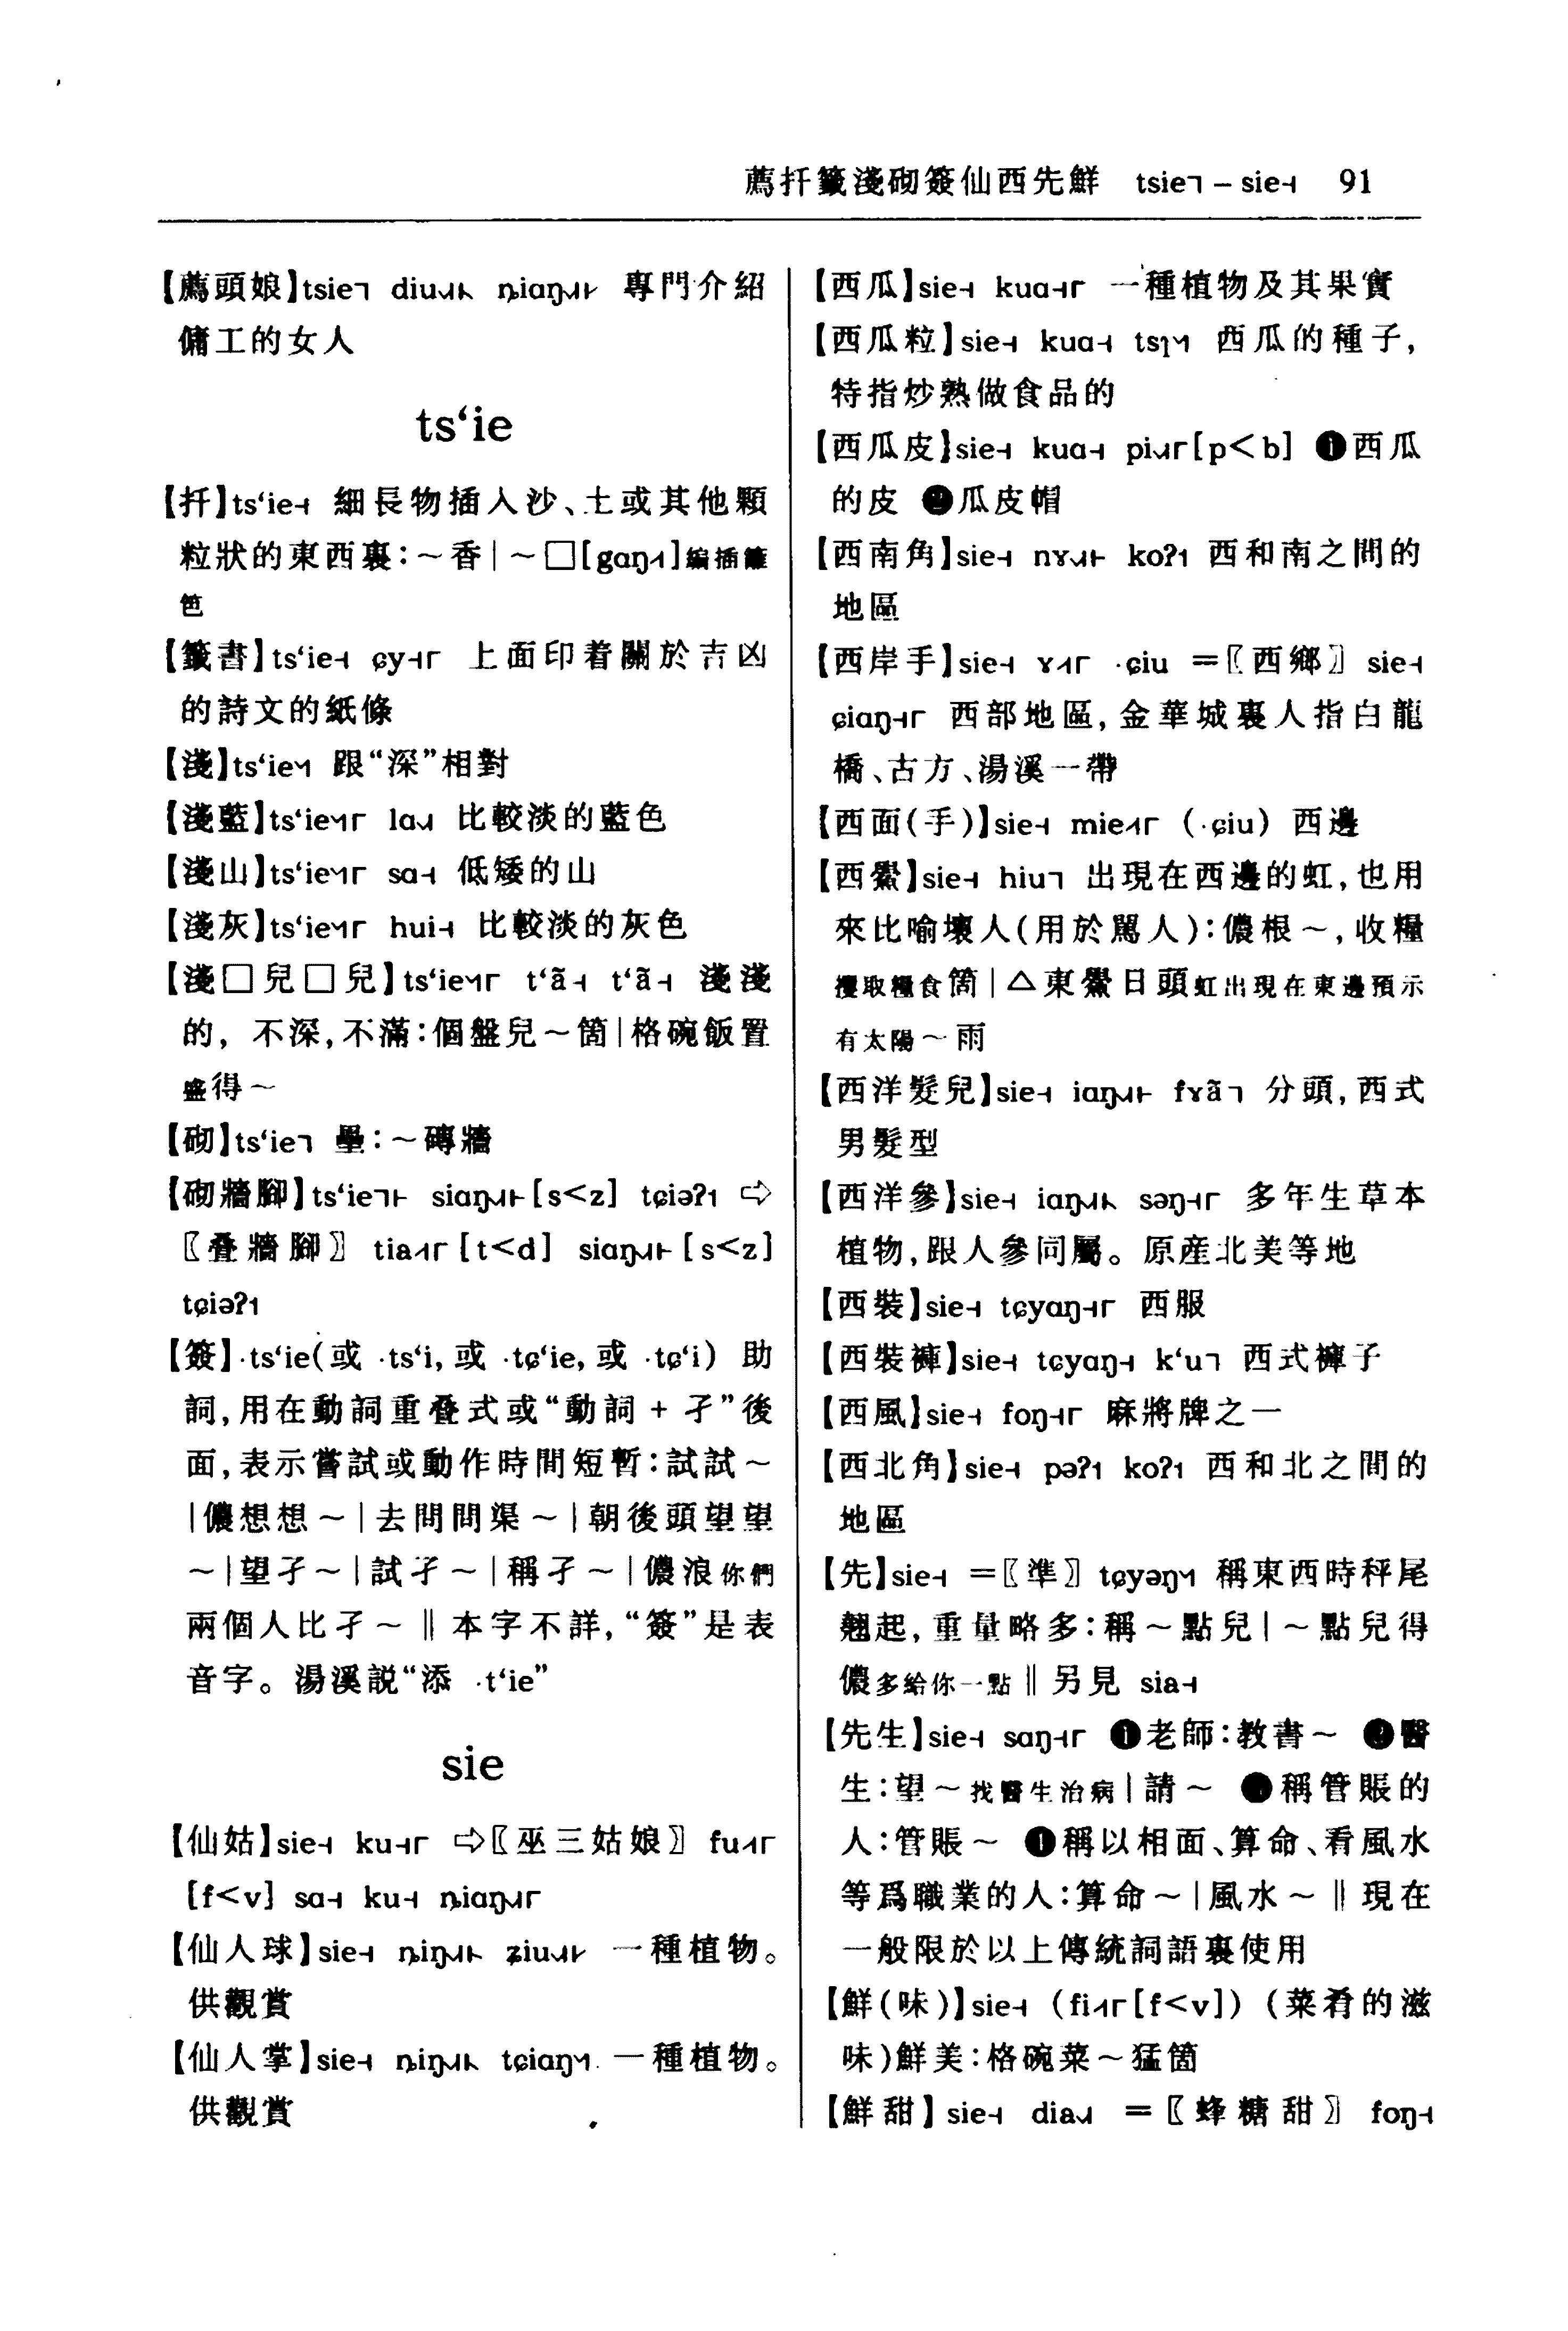 薦扦籤淺砌簽仙西先鮮 tsie˥ – sie˧ 91
【薦頭娘】tsie˥ diu˩˧ ȵiɑŋ˩˧ 專門介紹
傭工的女人
ts‘ie
【扦】ts‘ie˧ 細長物插入沙、土或其他顆
粒狀的東西裏：～香｜～□[gɑŋ˩˦]編插籬
笆
【籤書】ts‘ie˧ ɕy˧ 上面印着關於吉凶
的詩文的紙條
【淺】ts‘ie˥˧ 跟“深”相對
【淺藍】ts‘ie lɑ 比較淡的藍色
【淺山】ts‘ie sɑ˧ 低矮的山
【淺灰】ts‘ie hui˧ 比較淡的灰色
【淺□兒□兒】ts‘ie t‘ã˧ t‘ã˧ 淺淺
的，不深，不滿：個盤兒～箇｜格碗飯置
盛得～
【砌】ts‘ie˥ 壘：～磚牆
【砌牆腳】ts‘ie siɑŋ[s<z] tɕiəʔ ⇨
〖叠牆腳〗 tiɑ[t<d] siɑŋ[s<z]
tɕiəʔ
【簽】·ts‘ie(或 ·ts‘i，或 ·tɕ‘ie，或 ·tɕ‘i) 助
詞，用在動詞重叠式或“動詞 + 孑”後
面，表示嘗試或動作時間短暫：試試～
｜儂想想～｜去問問渠～｜朝後頭望望
～｜望孑～｜試孑～｜稱孑～｜儂浪你們
兩個人比孑～‖本字不詳，“簽”是表
音字。湯溪説“添 ·t‘ie”
sie
【仙姑】sie˧ ku ⇨〖巫三姑娘〗 fu
[f<v] sɑ˧ ku˧ ȵiɑŋ
【仙人球】sie˧ ȵiŋ ʑiu 一種植物。
供觀賞
【仙人掌】sie˧ ȵiŋ tɕiɑŋ 一種植物。
供觀賞
【西瓜】sie˧ kuɑ 一種植物及其果實
【西瓜粒】sie˧ kuɑ˧ tsɿ 西瓜的種子，
特指炒熟做食品的
【西瓜皮】sie˧ kuɑ˧ pi[p<b] ❶西瓜
的皮 ❷瓜皮帽
【西南角】sie˧ nɤ koʔ 西和南之間的
地區
【西岸手】sie˧ ɤ ·ɕiu ＝〖西鄉〗 sie˧
ɕiɑŋ 西部地區，金華城裏人指白龍
橋、古方、湯溪一帶
【西面(手)】sie˧ mie (·ɕiu) 西邊
【西鱟】sie˧ hiu˥ 出現在西邊的虹，也用
來比喻壞人(用於駡人)：儂根～，收糧
攫取糧食箇｜△東鱟日頭虹出現在東邊預示
有太陽～雨
【西洋髮兒】sie˧ iɑŋ fɤã˥ 分頭，西式
男髮型
【西洋參】sie˧ iɑŋ səŋ 多年生草本
植物，跟人參同屬。原産北美等地
【西裝】sie˧ tɕyɑŋ 西服
【西裝褲】sie˧ tɕyɑŋ˧ k‘u˥ 西式褲子
【西風】sie˧ foŋ 麻將牌之一
【西北角】sie˧ pəʔ koʔ 西和北之間的
地區
【先】sie˧ ＝〖準〗 tɕyəŋ 稱東西時秤尾
翹起，重量略多：稱～點兒｜～點兒得
儂多給你一點‖另見 siɑ˧
【先生】sie˧ sɑŋ ❶老師：教書～ ❷醫
生：望～找醫生治病｜請～ ❸稱管賬的
人：管賬～ ❹稱以相面、算命、看風水
等爲職業的人：算命～｜風水～‖現在
一般限於以上傳統詞語裏使用
【鮮(味)】sie˧ (fi[f<v]) (菜肴的滋
味)鮮美：格碗菜～猛箇
【鮮甜】sie˧ diɑ ＝〖蜂糖甜〗 foŋ˧